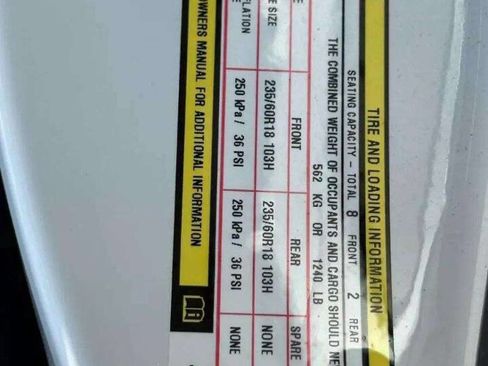 TIRE AND LOADING INFORMATION
SEATING CAPACITY - TOTAL 8 FRONT 2 REAR
THE COMBINED WEIGHT OF OCCUPANTS AND CARGO SHOULD
562 KG OR 1240 LB
FRONT REAR SPARE
SIZE 235/60R18 103H 235/60R18 103H NONE
250 kPa / 36 PSI 250 kPa / 36 PSI NONE
OWNERS MANUAL FOR ADDITIONAL INFORMATION